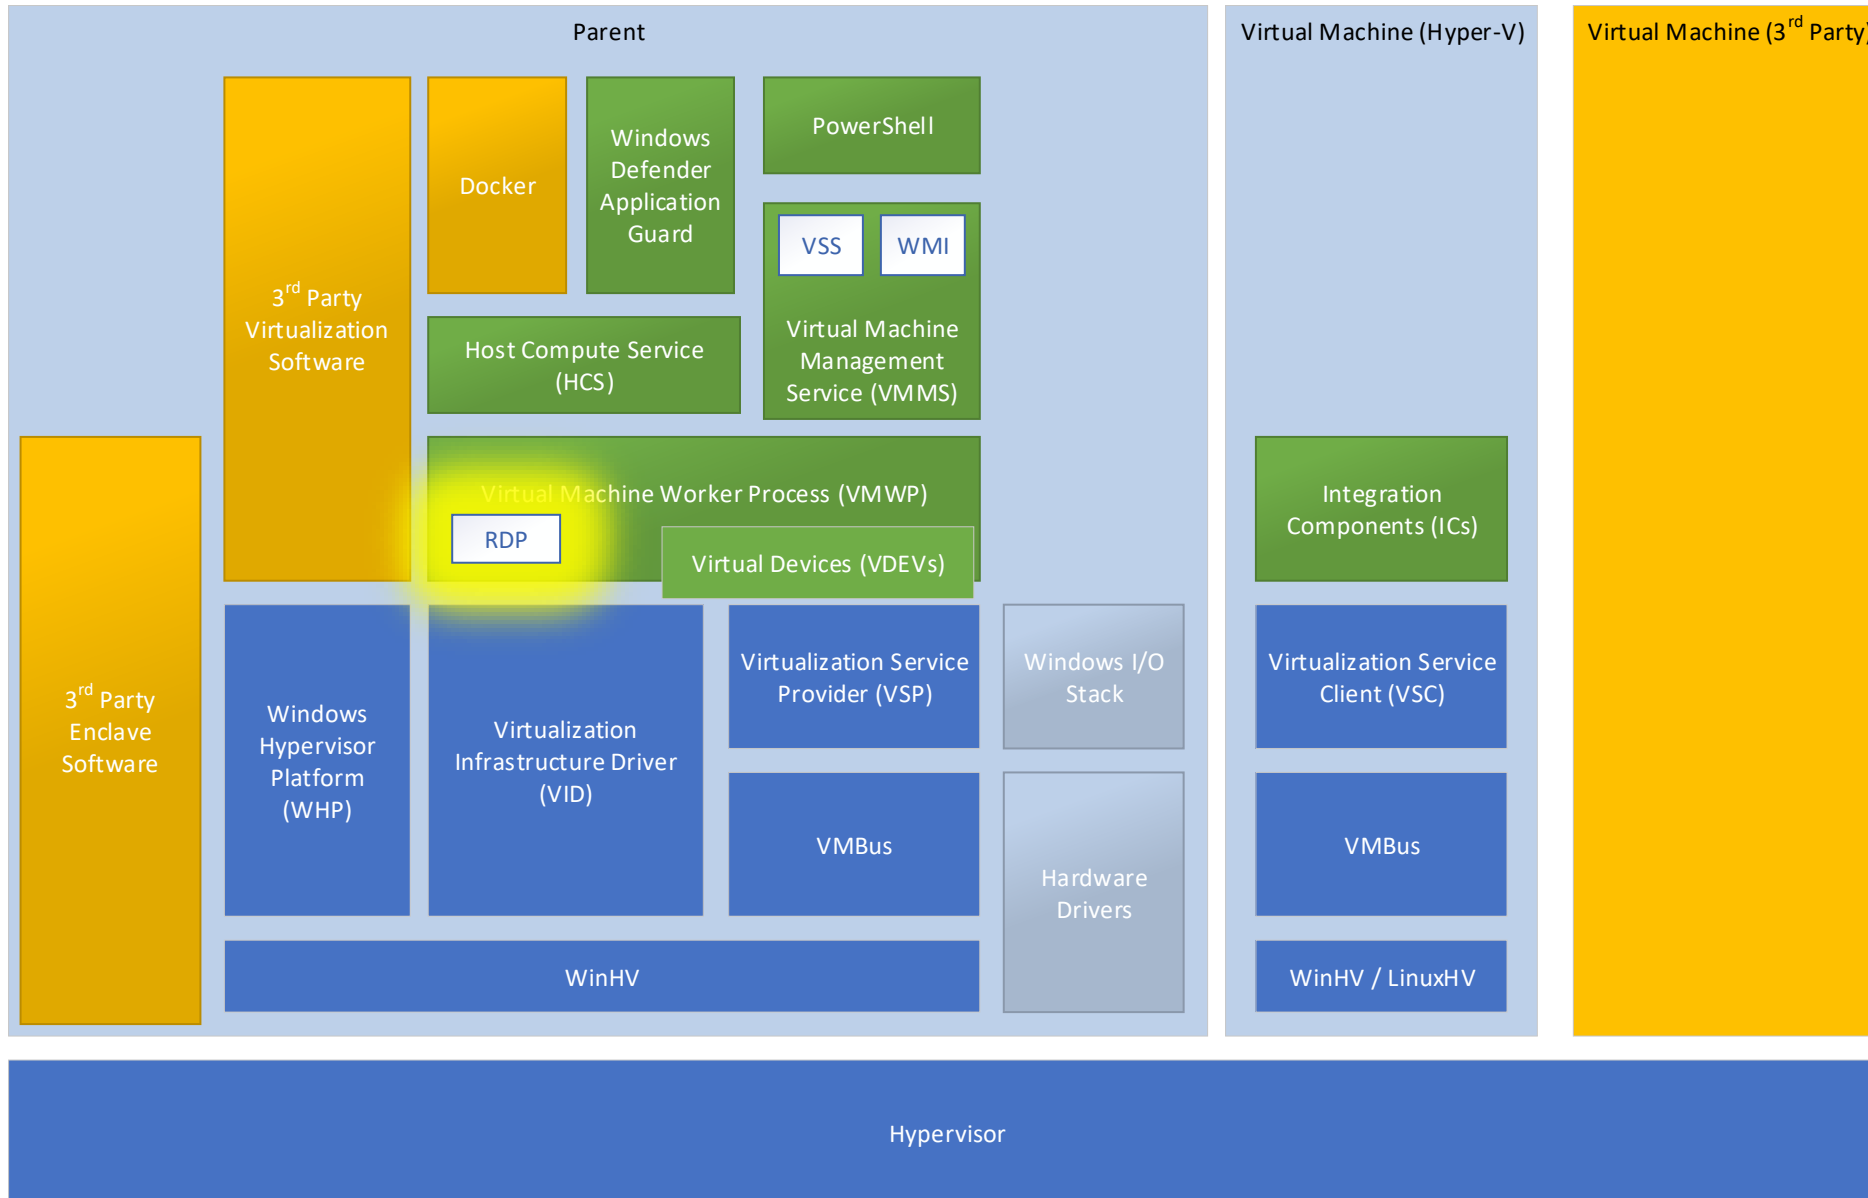 Parent
Virtual Machine (Hyper-V)
Virtual Machine (3rd Party)
3rd Party
Virtualization
Software
Docker
Windows
Defender
Application
Guard
PowerShell
VSS
WMI
Virtual Machine
Management
Service (VMMS)
Host Compute Service
(HCS)
3rd Party
Enclave
Software
Virtual Machine Worker Process (VMWP)
RDP
Virtual Devices (VDEVs)
Integration
Components (ICs)
Windows
Hypervisor
Platform
(WHP)
Virtualization
Infrastructure Driver
(VID)
Virtualization Service
Provider (VSP)
Windows I/O
Stack
Virtualization Service
Client (VSC)
VMBus
Hardware
Drivers
VMBus
WinHV
WinHV / LinuxHV
Hypervisor